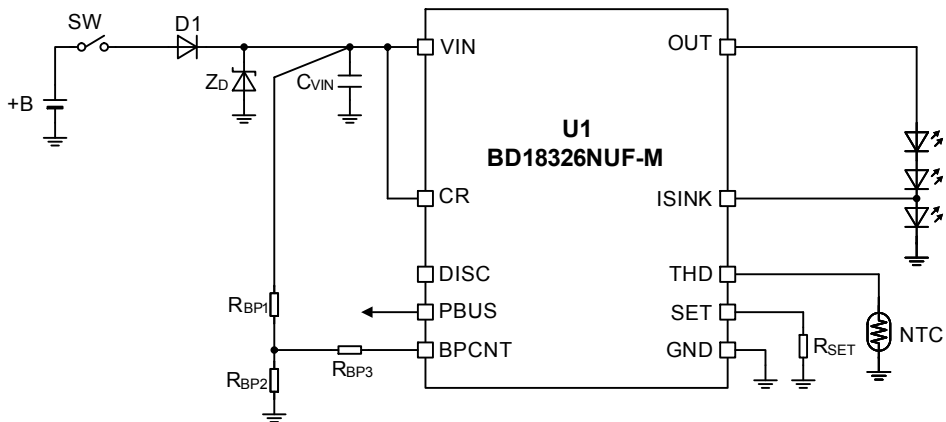 SW
D1
+B
ZD
CVIN
VIN
OUT
U1
BD18326NUF-M
CR
ISINK
DISC
THD
RBP1
PBUS
SET
BPCNT
GND
RSET
NTC
RBP2
RBP3